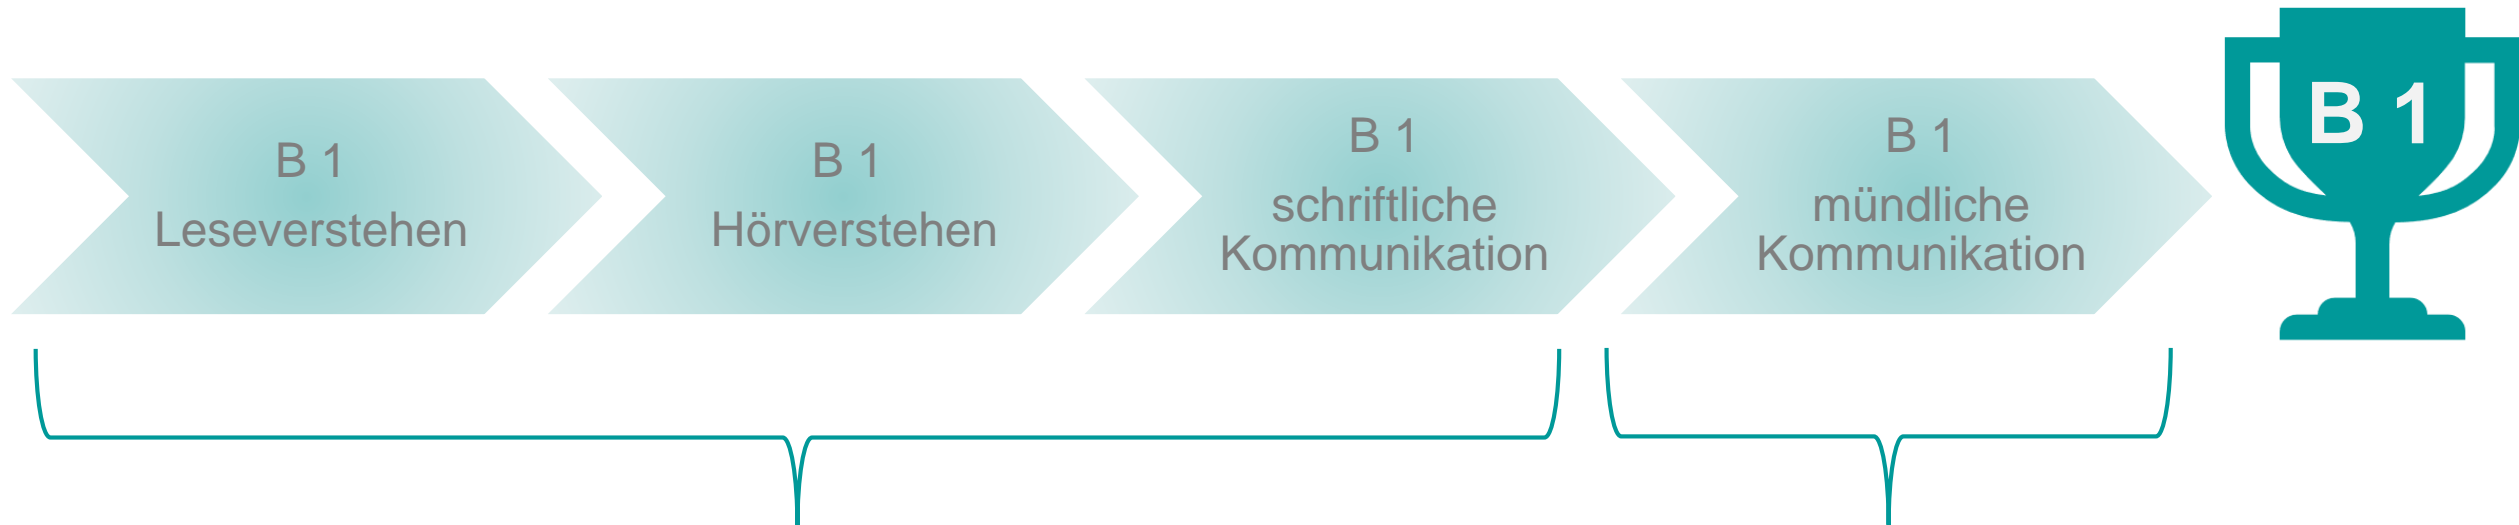 B 1
Leseverstehen
B 1
Hörverstehen
B 1
schriftliche
Kommunikation
B 1
mündliche
Kommunikation
B 1